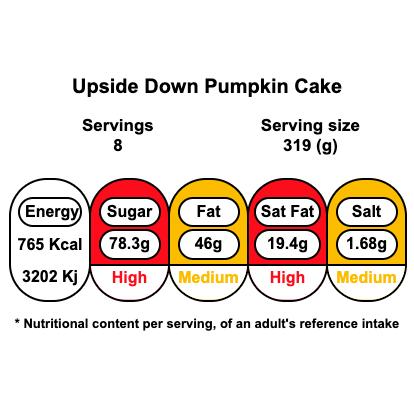 Upside Down Pumpkin Cake
Servings
8
Serving size
319 (g)
Energy
765 Kcal
3202 Kj
Sugar
78.3g
High
Fat
46g
Medium
Sat Fat
19.4g
High
Salt
1.68g
Medium
* Nutritional content per serving, of an adult's reference intake